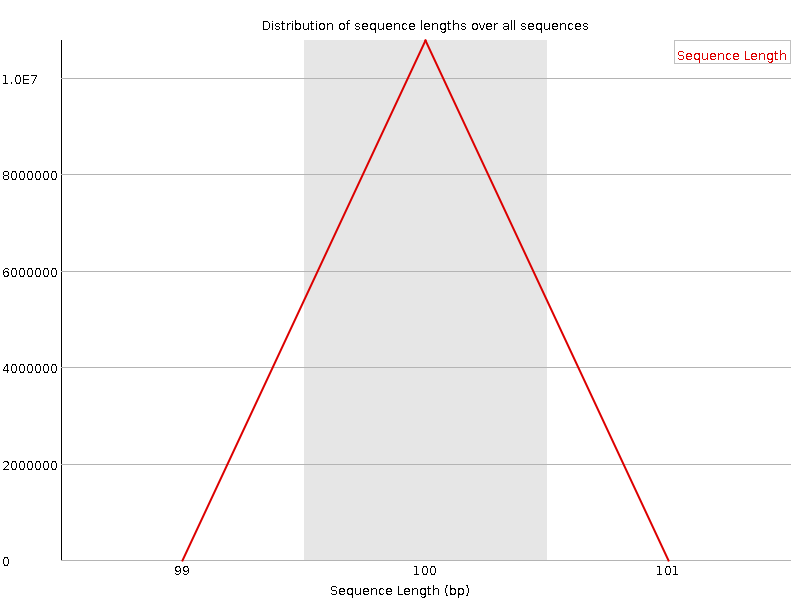 Distribution of sequence lengths over all sequences
Sequence Length
1.0E7
8000000
6000000
4000000
2000000
0
99 100 101
Sequence Length (bp)